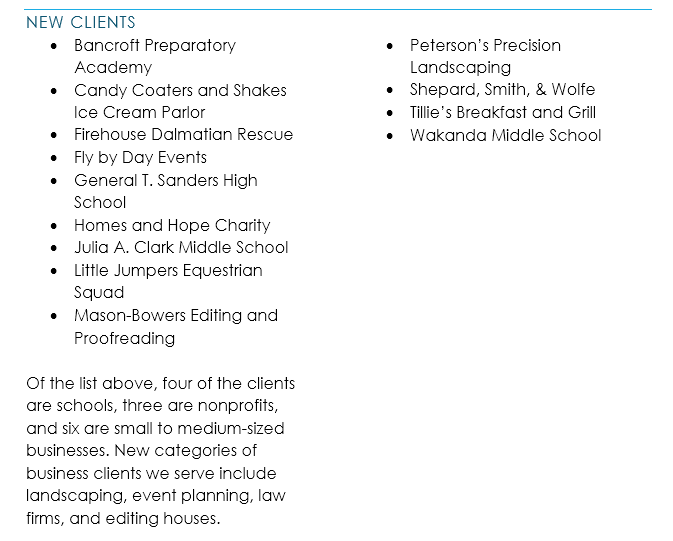 NEW CLIENTS
• Bancroft Preparatory
Academy
• Candy Coaters and Shakes
Ice Cream Parlor
• Firehouse Dalmatian Rescue
• Fly by Day Events
• General T. Sanders High
School
• Homes and Hope Charity
• Julia A. Clark Middle School
• Little Jumpers Equestrian
Squad
• Mason-Bowers Editing and
Proofreading
Of the list above, four of the clients
are schools, three are nonprofits,
and six are small to medium-sized
businesses. New categories of
business clients we serve include
landscaping, event planning, law
firms, and editing houses.
• Peterson’s Precision
Landscaping
• Shepard, Smith, & Wolfe
• Tillie’s Breakfast and Grill
• Wakanda Middle School